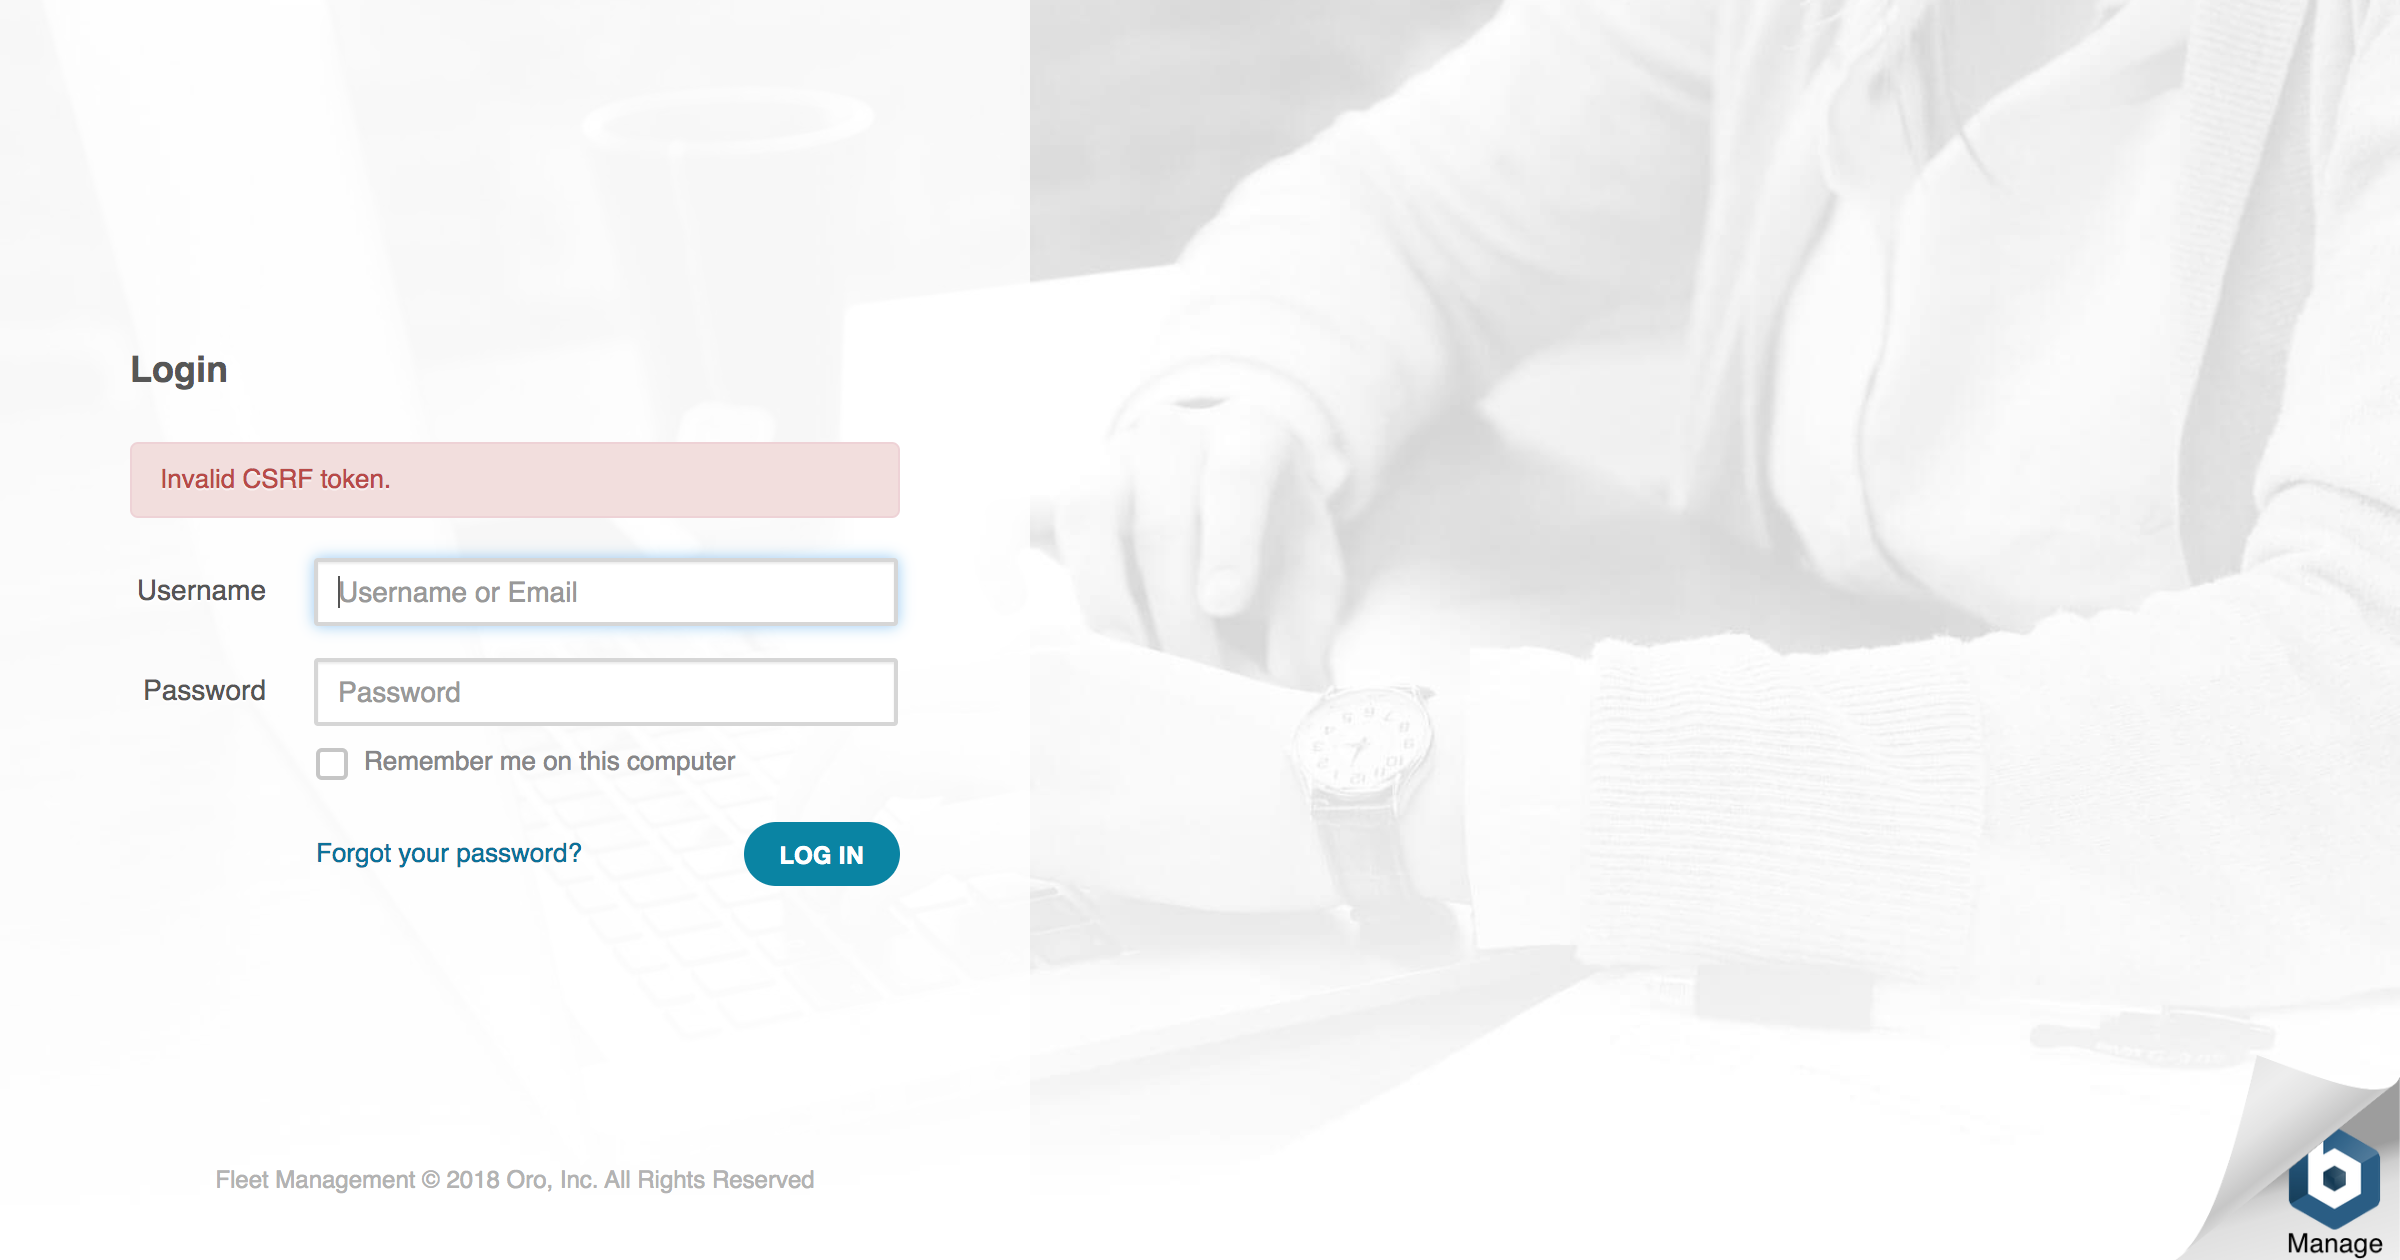 Login
Invalid CSRF token.
Username
Username or Email
Password
Password
Remember me on this computer
Forgot your password?
LOG IN
Fleet Management © 2018 Oro, Inc. All Rights Reserved
Manage